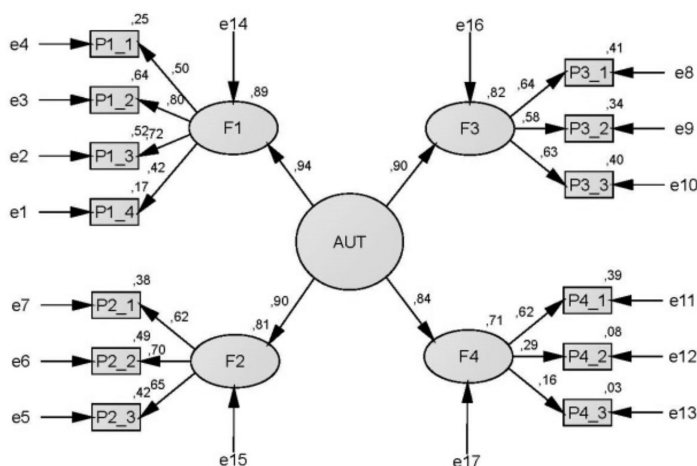 e14
e16
,25
e4
P1_1
,50
,89
,64
e3
P1_2
,80
F1
,52
,72
e2
P1_3
,42
,17
e1
P1_4
,94
,41
P3_1
e8
,64
,82
,34
F3
,58
P3_2
e9
,63
,40
P3_3
e10
,90
AUT
,38
e7
P2_1
,62
,81
,90
,49
e6
P2_2
,70
F2
,42
,65
e5
P2_3
e15
,84
,39
P4_1
e11
,62
,71
,08
F4
,29
P4_2
e12
,16
,03
P4_3
e13
e17